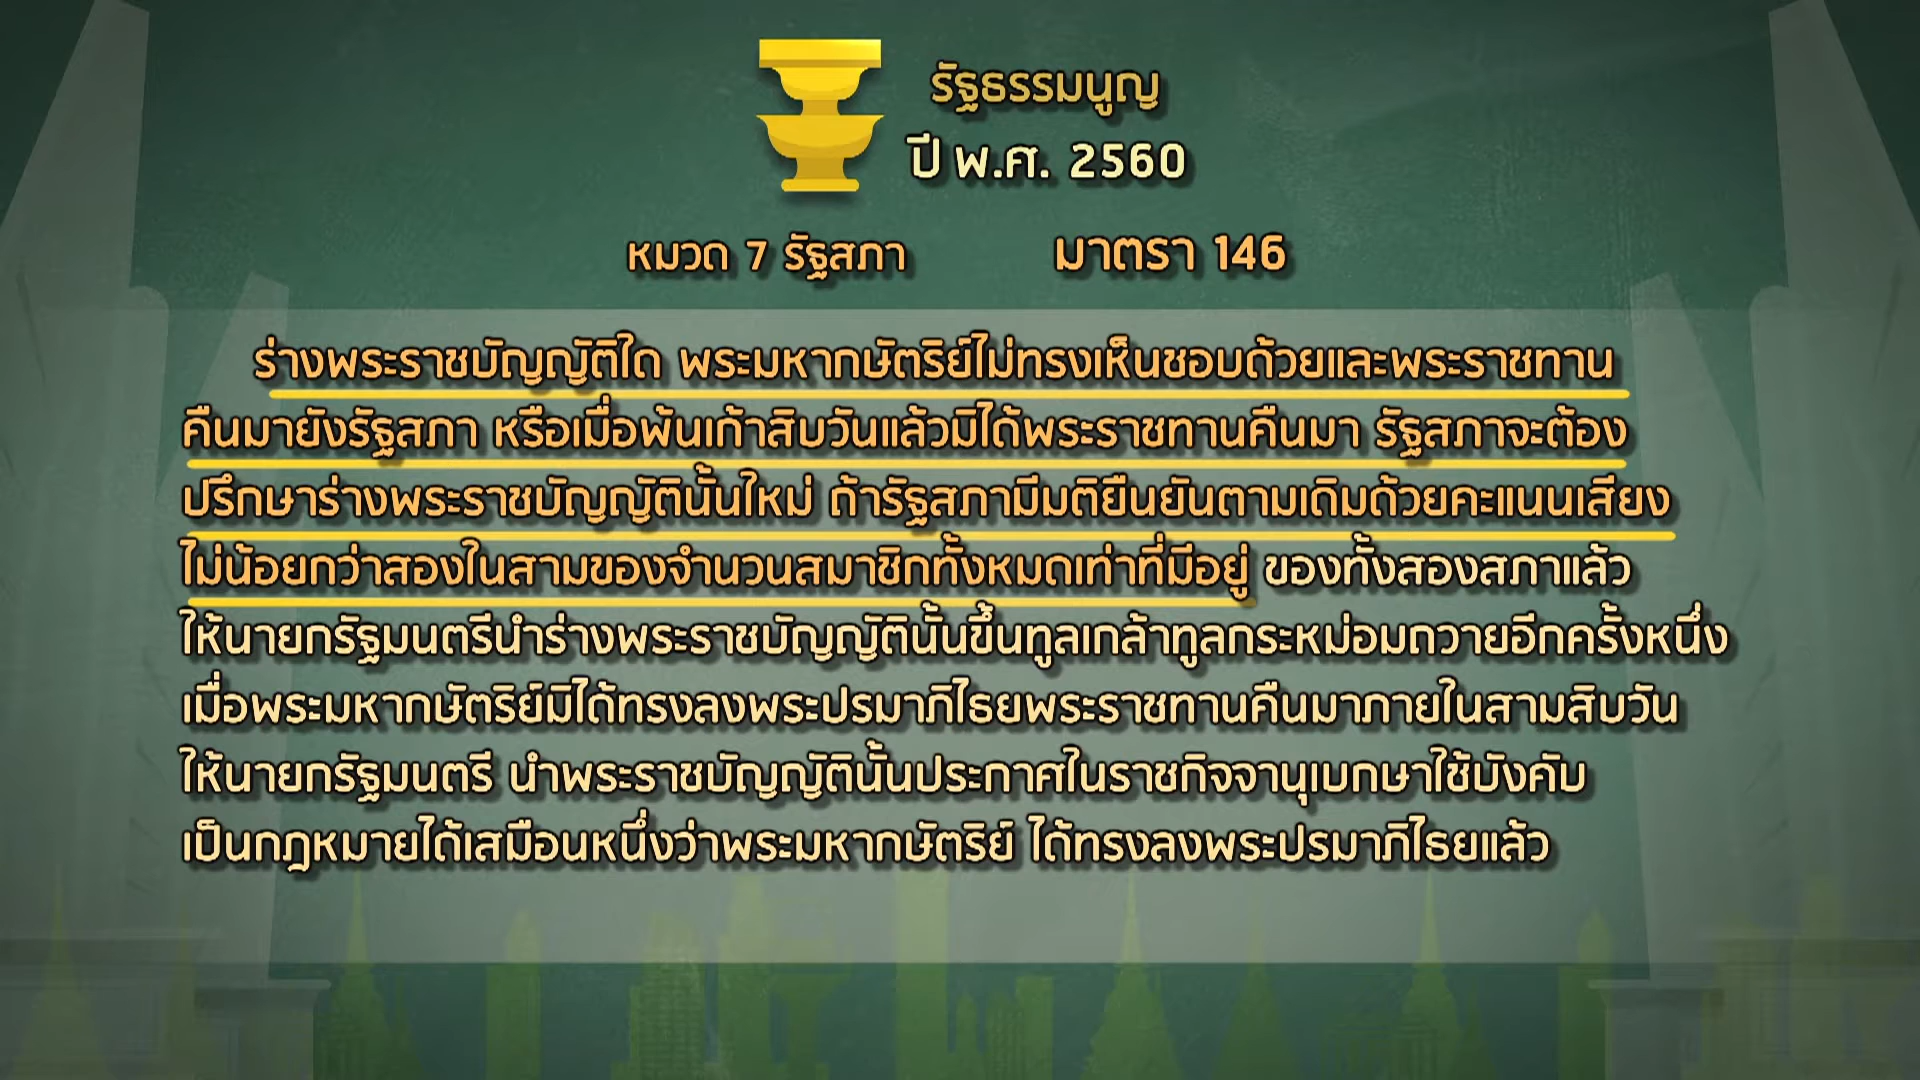 รัฐธรรมนูญ
ปี พ.ศ. 2560
หมวด 7 รัฐสภา มาตรา 146
ร่างพระราชบัญญัติใด พระมหากษัตริย์ไม่ทรงเห็นชอบด้วยและพระราชทาน
คืนมายังรัฐสภา หรือเมื่อพ้นเก้าสิบวันแล้วมิได้พระราชทานคืนมา รัฐสภาจะต้อง
ปรึกษาร่างพระราชบัญญัตินั้นใหม่ ถ้ารัฐสภามีมติยืนยันตามเดิมด้วยคะแนนเสียง
ไม่น้อยกว่าสองในสามของจำนวนสมาชิกทั้งหมดเท่าที่มีอยู่ ของทั้งสองสภาแล้ว
ให้นายกรัฐมนตรีนำร่างพระราชบัญญัตินั้นขึ้นทูลเกล้าทูลกระหม่อมถวายอีกครั้งหนึ่ง
เมื่อพระมหากษัตริย์มิได้ทรงลงพระปรมาภิไธยพระราชทานคืนมาภายในสามสิบวัน
ให้นายกรัฐมนตรี นำพระราชบัญญัตินั้นประกาศในราชกิจจานุเบกษาใช้บังคับ
เป็นกฎหมายได้เสมือนหนึ่งว่าพระมหากษัตริย์ ได้ทรงลงพระปรมาภิไธยแล้ว